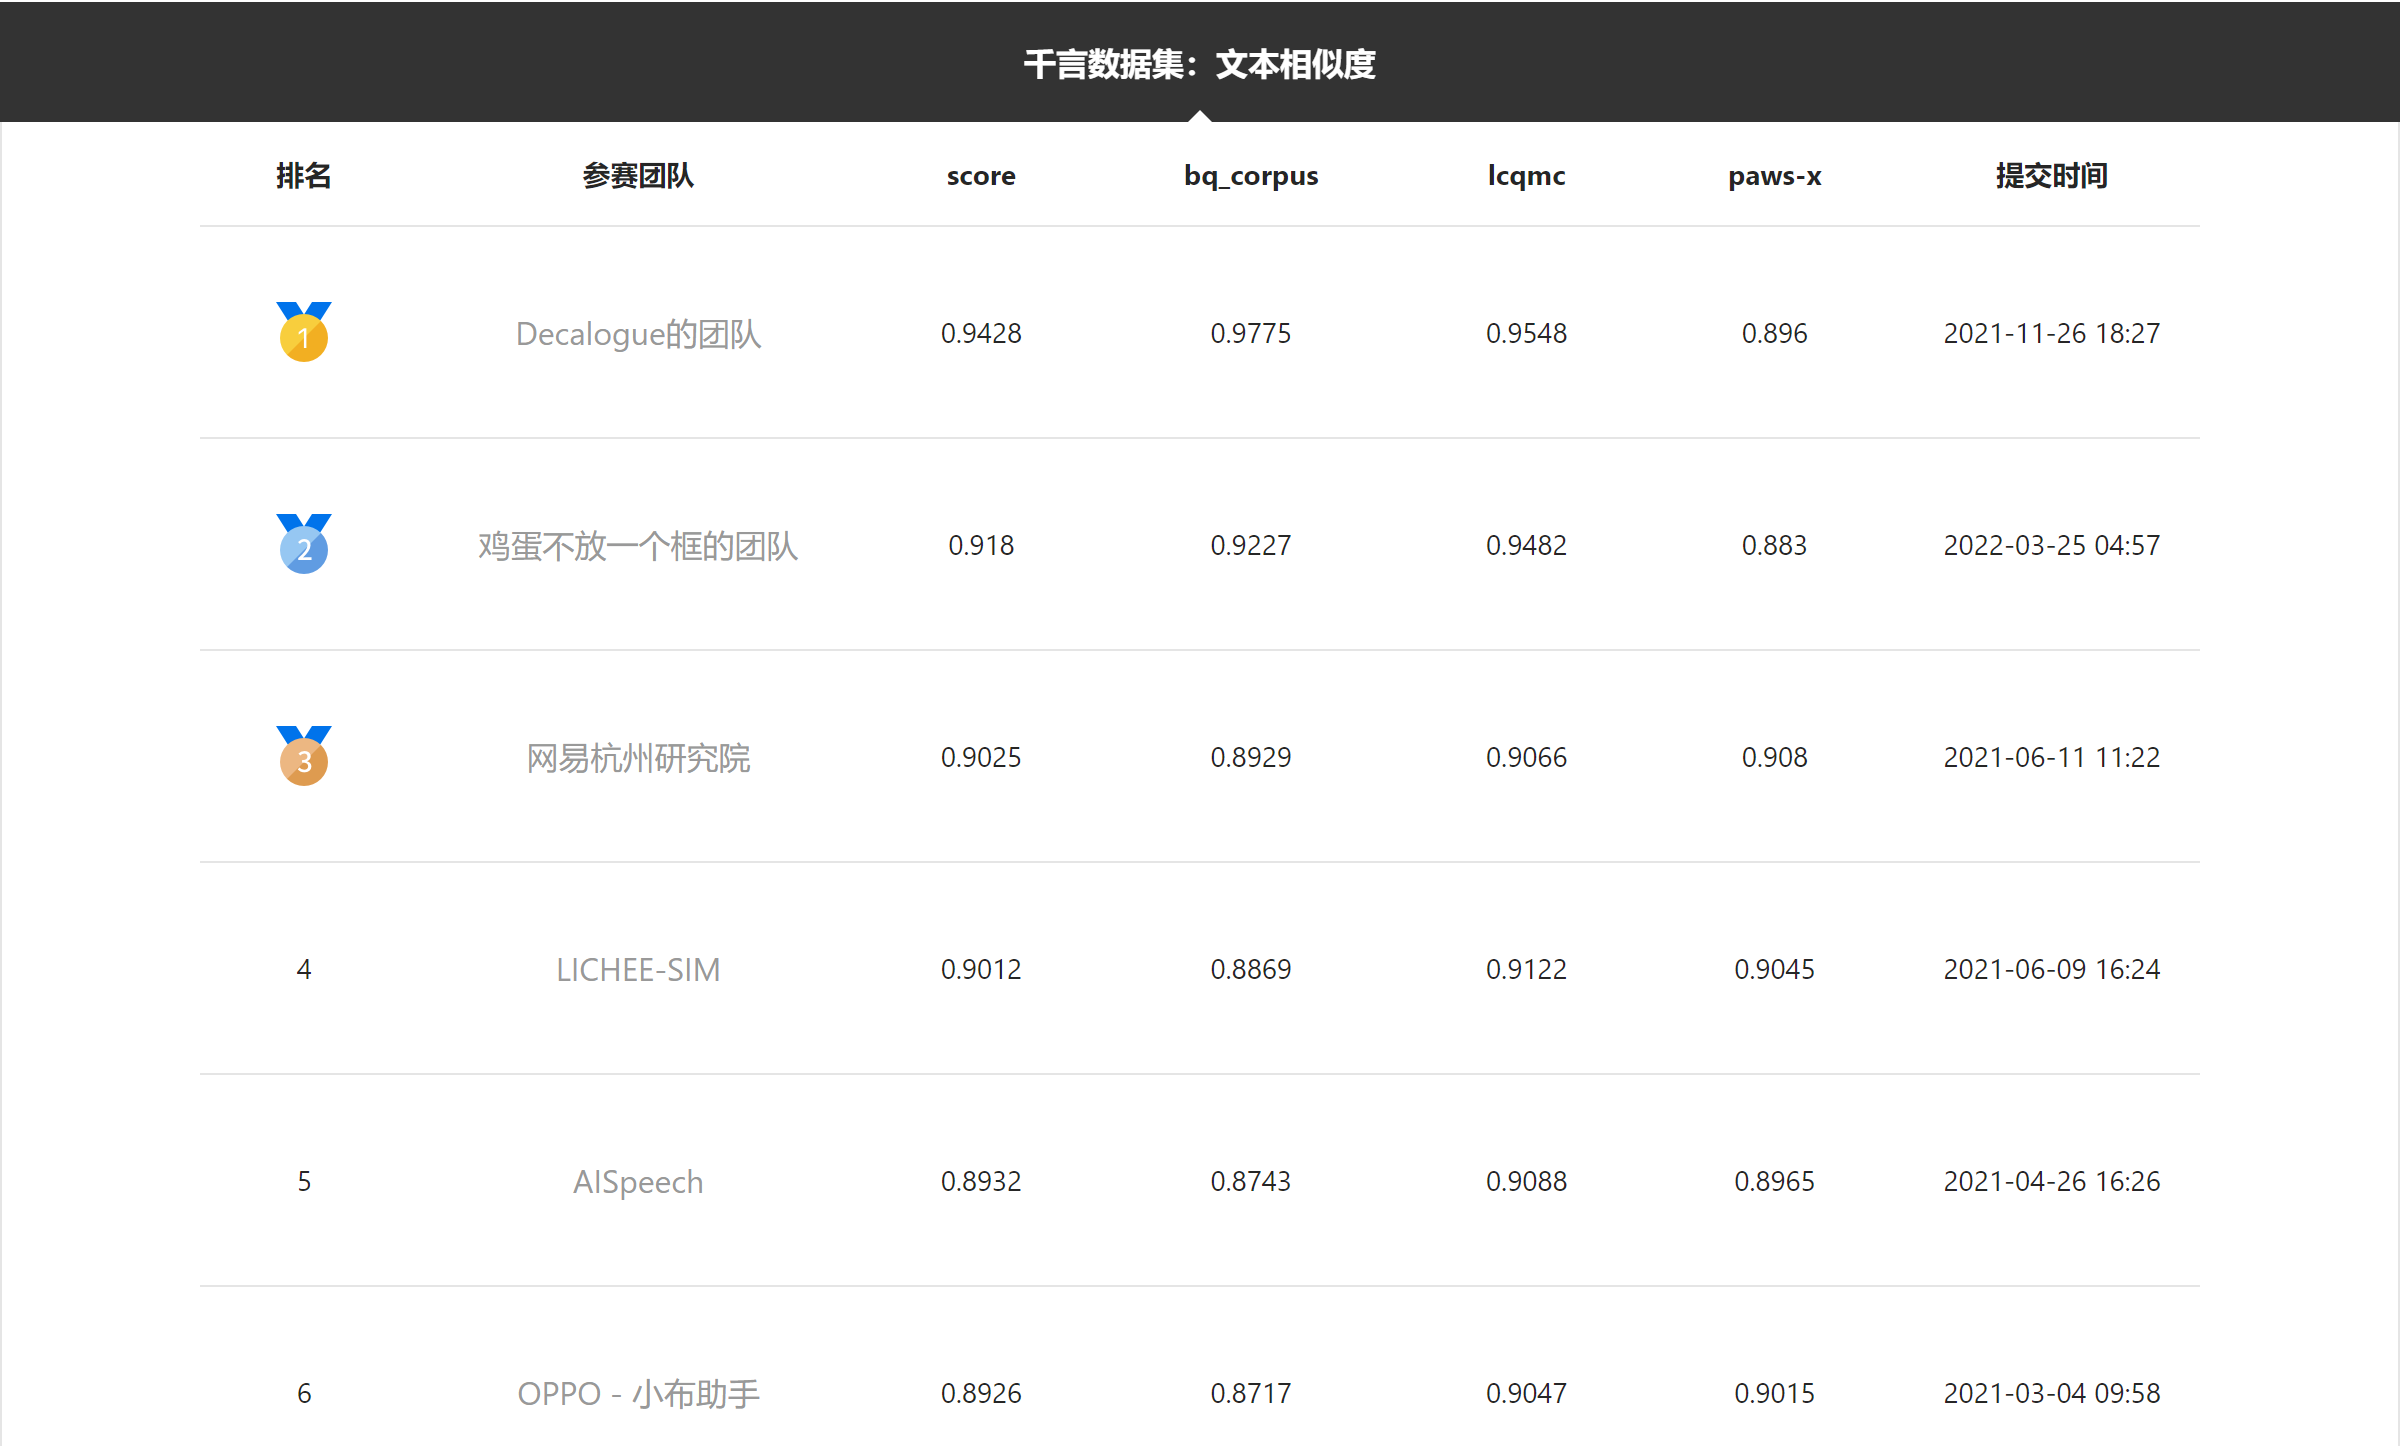 千言数据集：文本相似度
排名 参赛团队 score bq_corpus lcqmc paws-x 提交时间
1 Decalogue的团队 0.9428 0.9775 0.9548 0.896 2021-11-26 18:27
2 鸡蛋不放一个框的团队 0.918 0.9227 0.9482 0.883 2022-03-25 04:57
3 网易杭州研究院 0.9025 0.8929 0.9066 0.908 2021-06-11 11:22
4 LICHEE-SIM 0.9012 0.8869 0.9122 0.9045 2021-06-09 16:24
5 AISpeech 0.8932 0.8743 0.9088 0.8965 2021-04-26 16:26
6 OPPO - 小布助手 0.8926 0.8717 0.9047 0.9015 2021-03-04 09:58